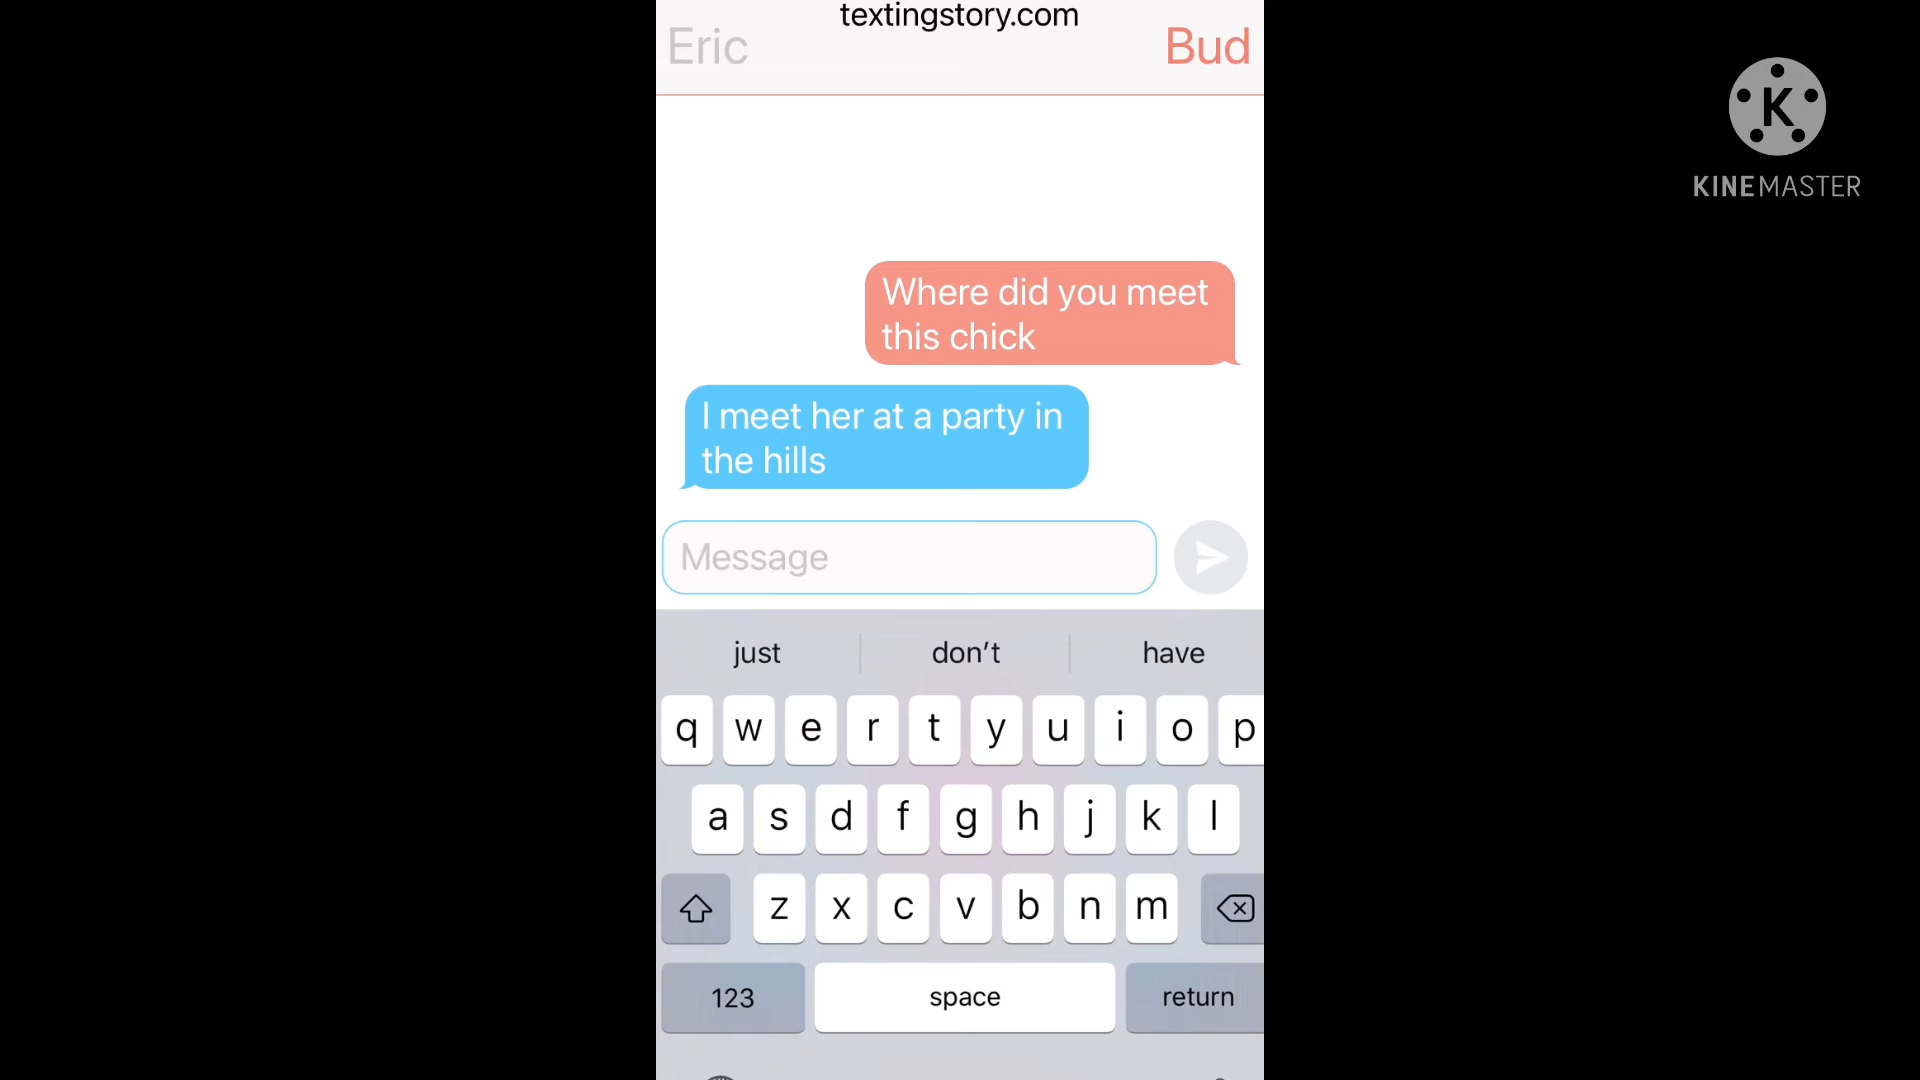 textingstory.com
Eric
Bud
K
KINEMASTER
Where did you meet
this chick
I meet her at a party in
the hills
Message
just
don't
have
q w e r t y u i o p
a s d f g h j k l
z x c v b n m
123
space
return